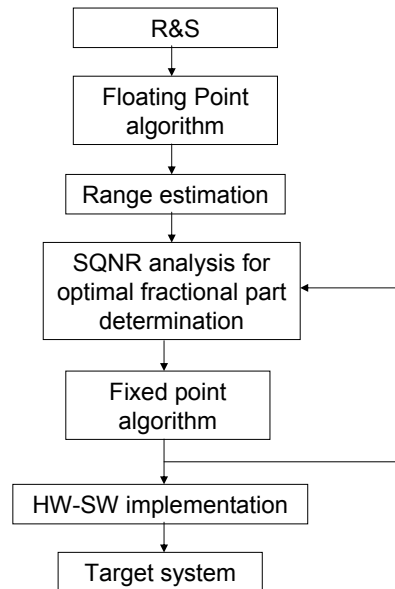 R&S
Floating Point
algorithm
Range estimation
SQNR analysis for
optimal fractional part
determination
Fixed point
algorithm
HW-SW implementation
Target system